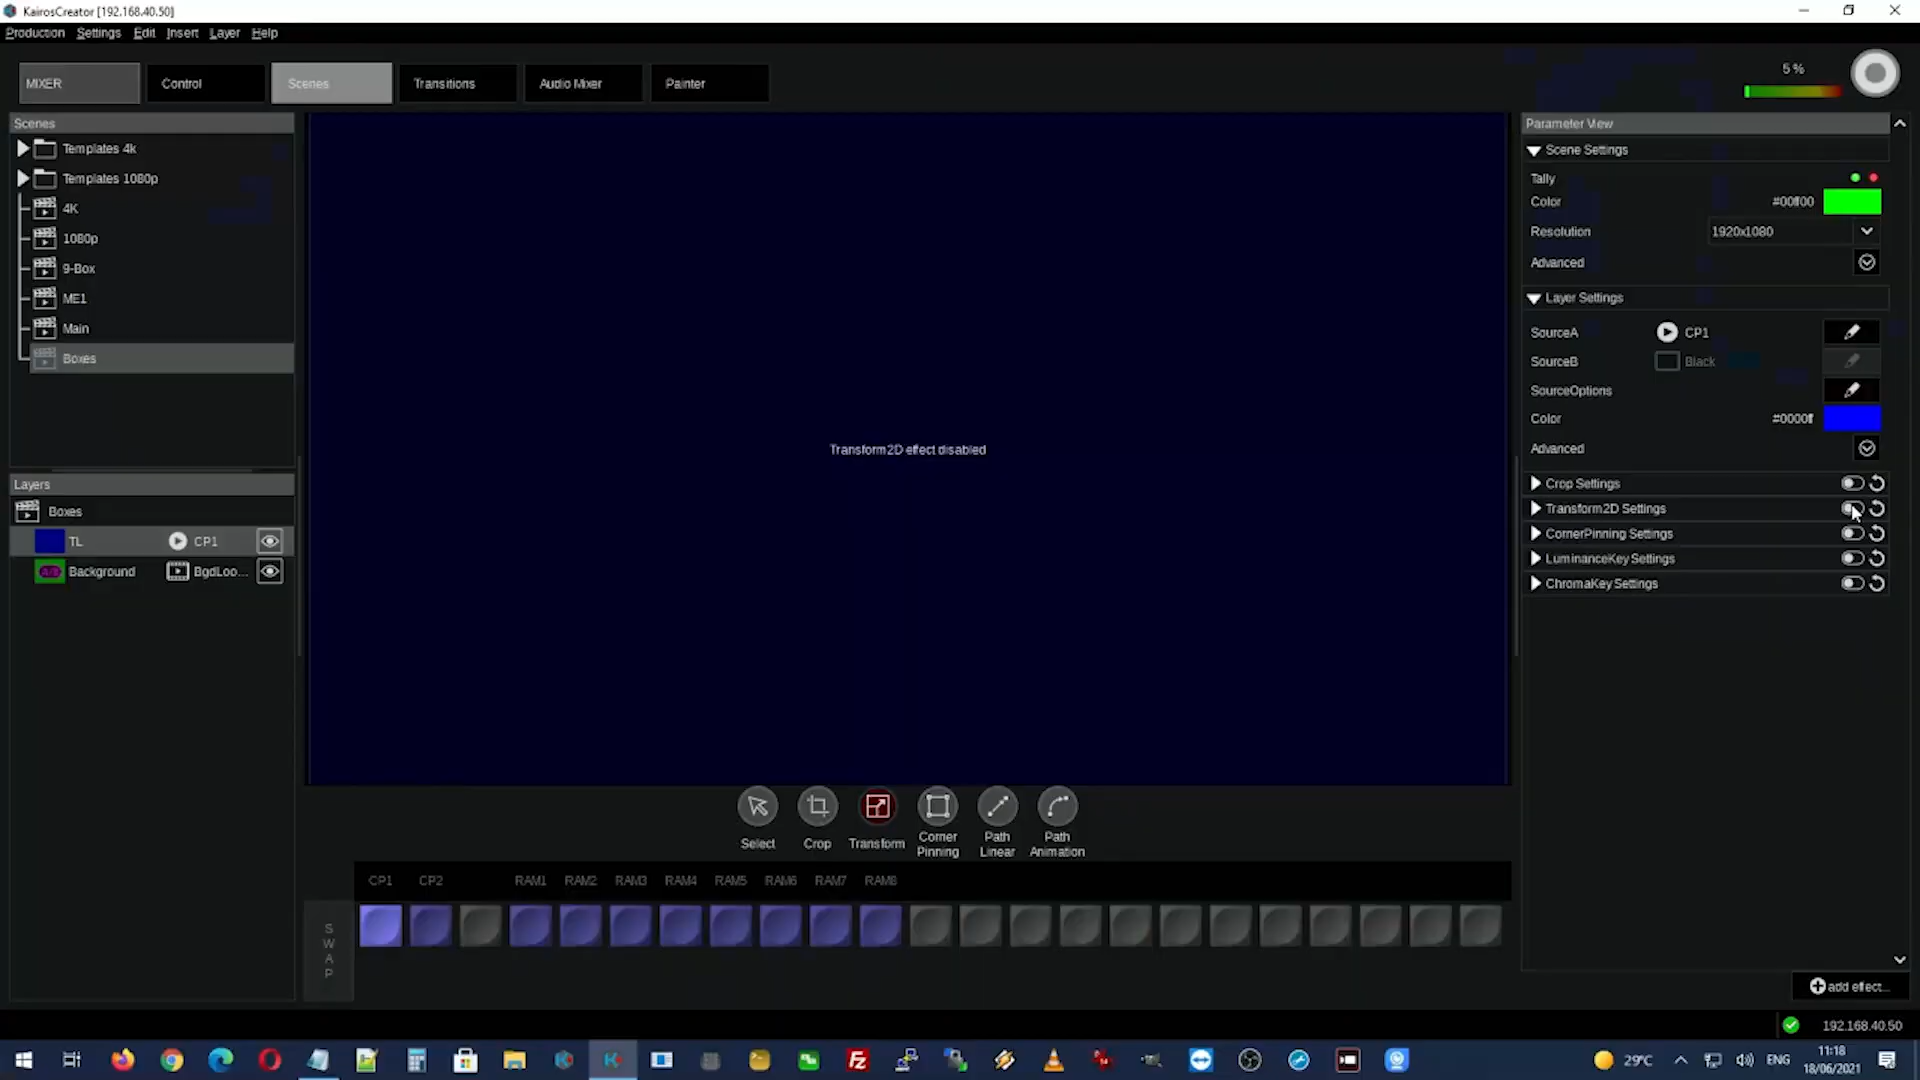 KairosCreator [192.168.40.50]
Production Settings Edit Insert Layer Help
MIXER Control Scenes Transitions Audio Mixer Painter
5 %
Scenes
Templates 4k
Templates 1080p
4K
1080p
9-Box
ME1
Main
Boxes
Layers
Boxes
TL CP1
Background BgdLoo...
Transform2D effect disabled
Select
Crop
Transform
Corner Pinning
Path Linear
Path Animation
CP1 CP2 RAM1 RAM2 RAM3 RAM4 RAM5 RAM6 RAM7 RAM8
SWAP
Parameter View
Scene Settings
Tally
Color #00ff00
Resolution 1920x1080
Advanced
Layer Settings
SourceA CP1
SourceB Black
SourceOptions
Color #0000ff
Advanced
Crop Settings
Transform2D Settings
CornerPinning Settings
LuminanceKey Settings
ChromaKey Settings
add effect...
192.168.40.50
29°C ENG 11:18
18/06/2021